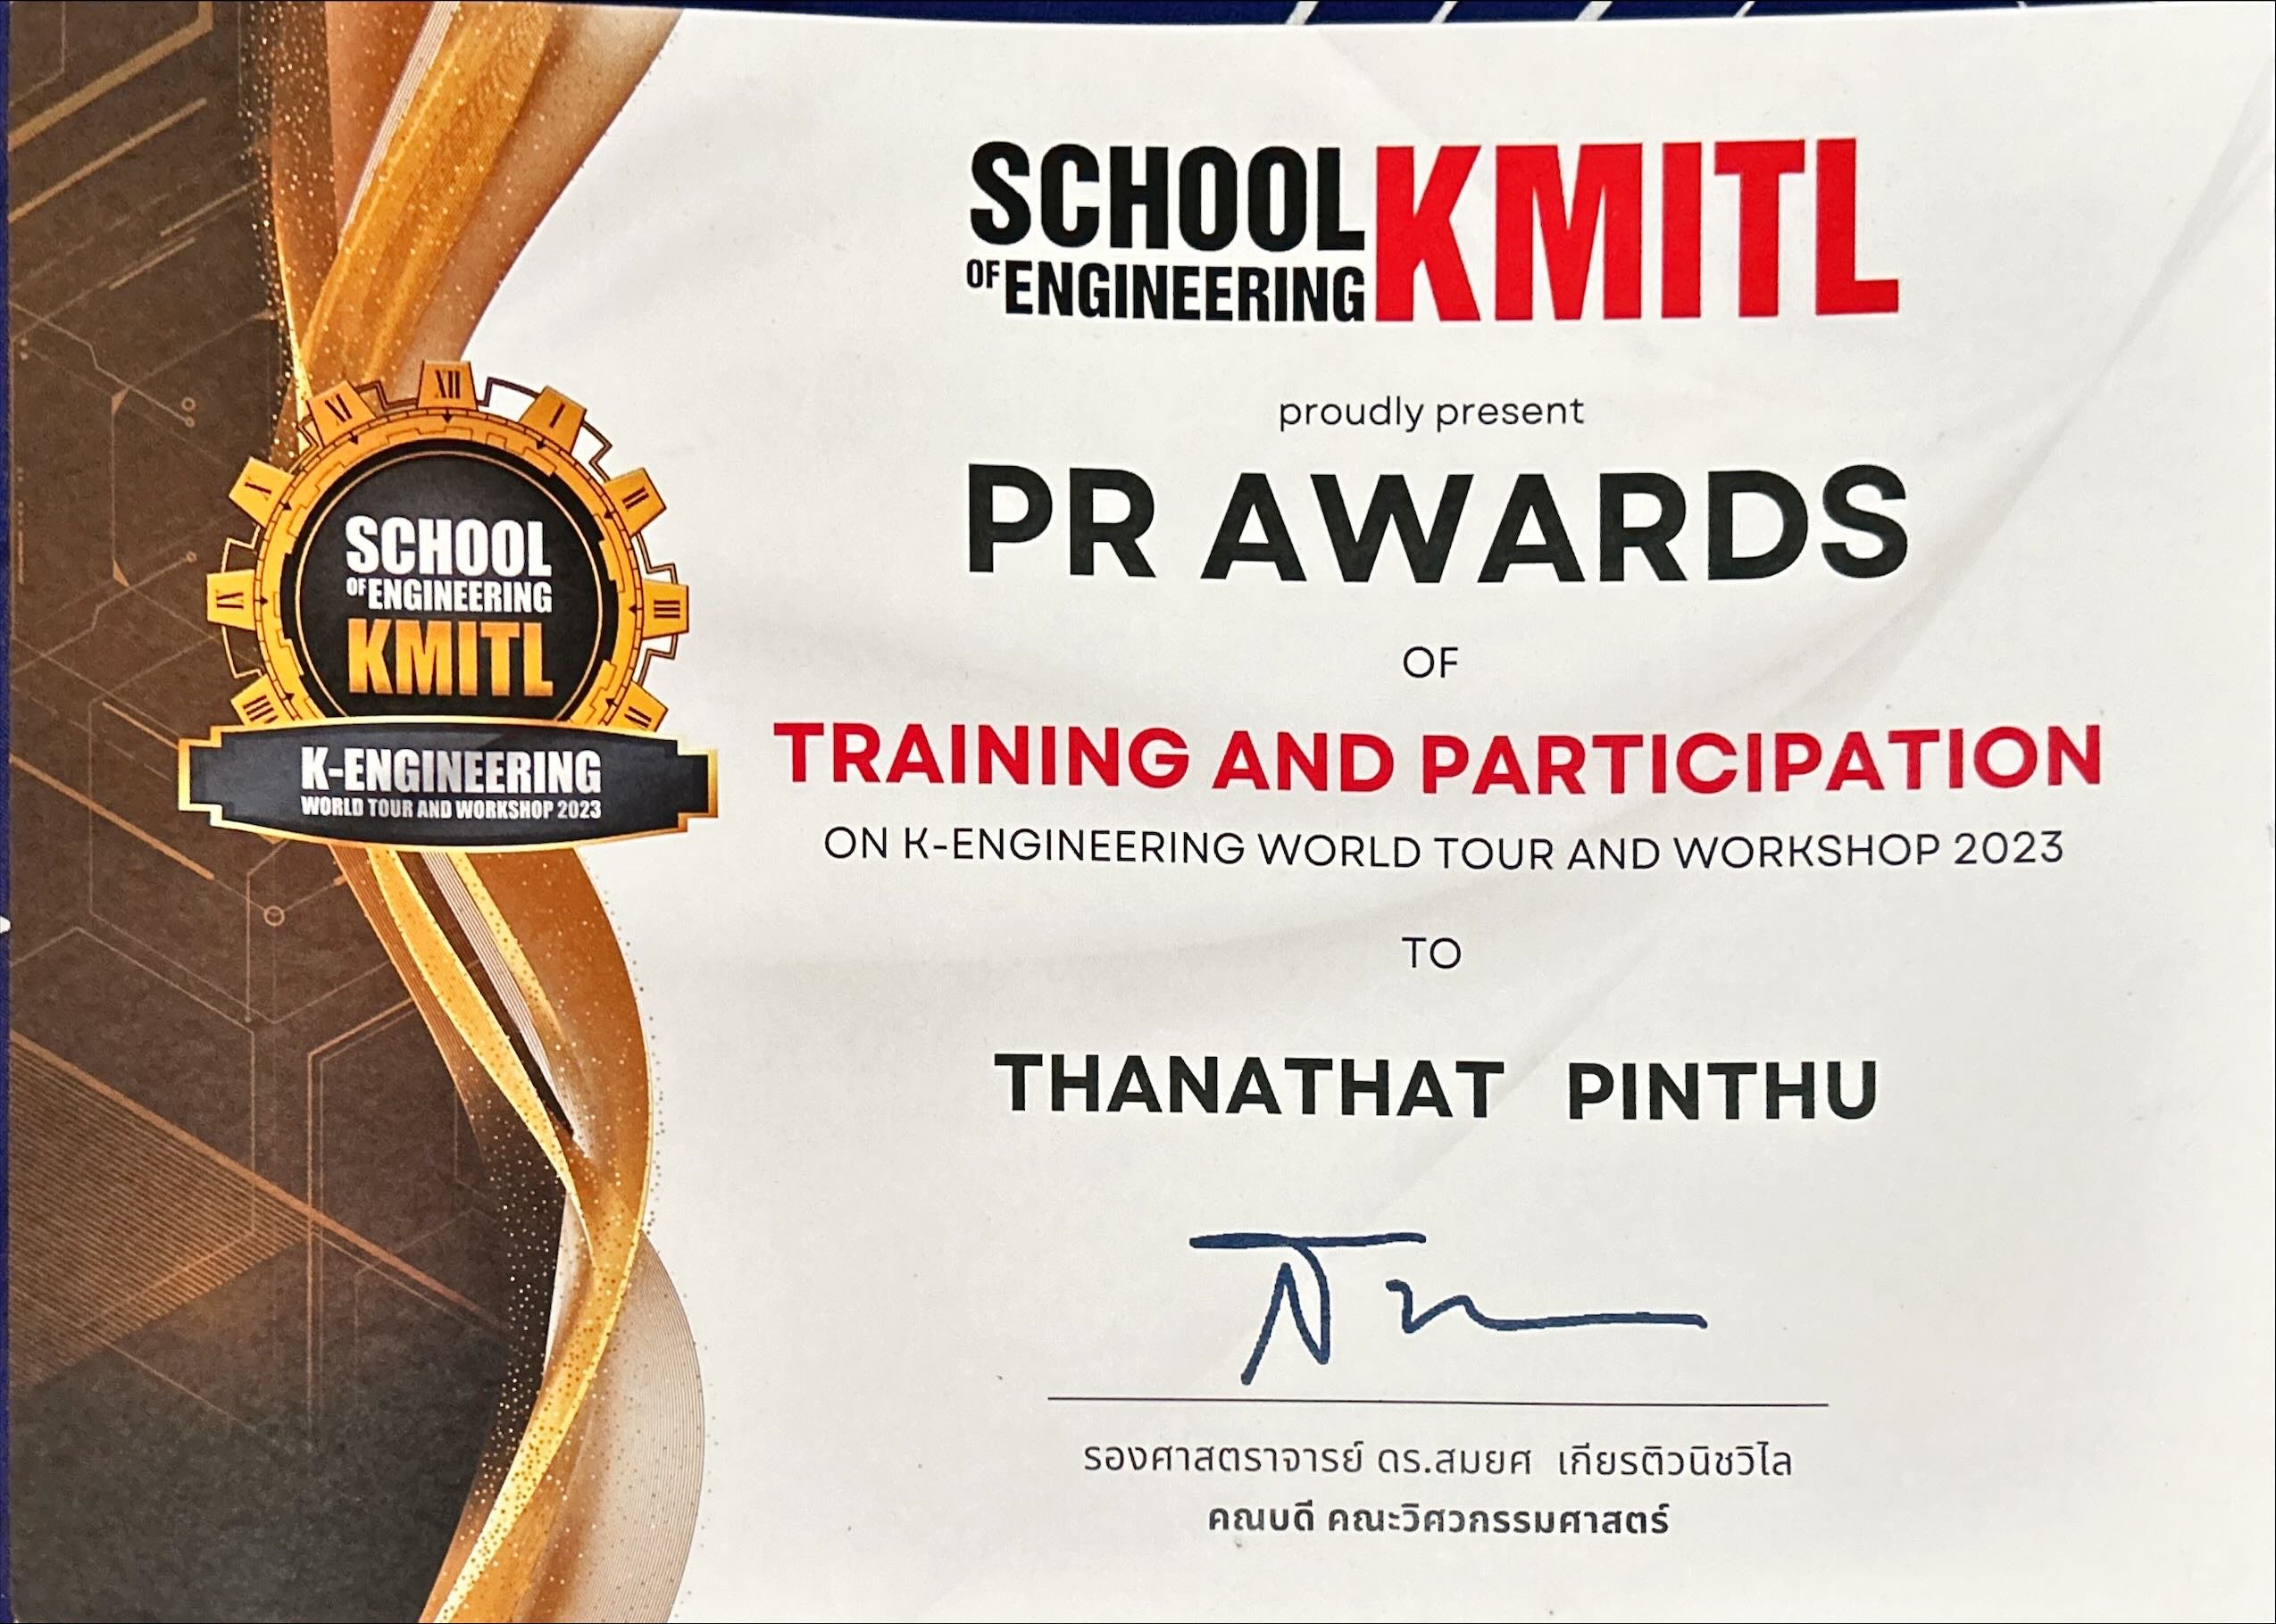 SCHOOL
OF ENGINEERING
KMITL
proudly present
PR AWARDS
OF
TRAINING AND PARTICIPATION
ON K-ENGINEERING WORLD TOUR AND WORKSHOP 2023
TO
THANATHAT PINTHU
รองศาสตราจารย์ ดร.สมยศ เกียรติวนิชวิไล
คณบดี คณะวิศวกรรมศาสตร์
XII
XI
I
X
II
III
SCHOOL
OF ENGINEERING
KMITL
K-ENGINEERING
WORLD TOUR AND WORKSHOP 2023